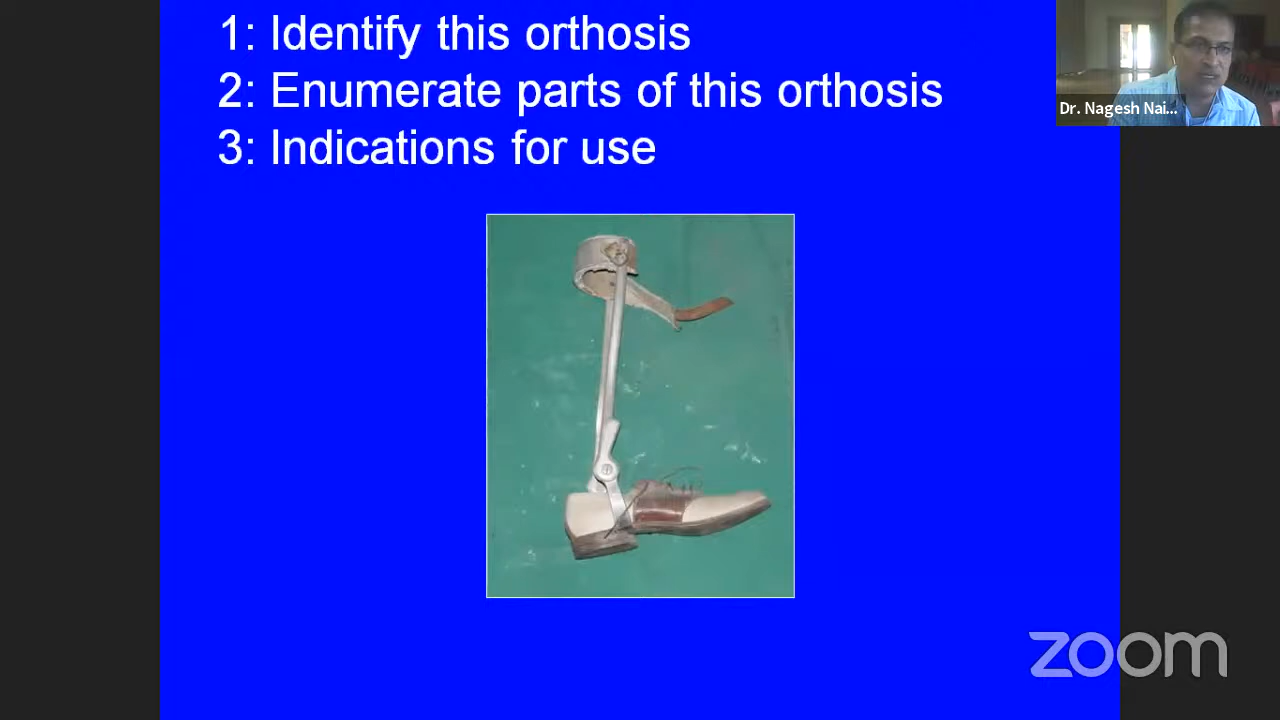 1: Identify this orthosis
2: Enumerate parts of this orthosis
3: Indications for use
Dr. Nagesh Nai...
zoom